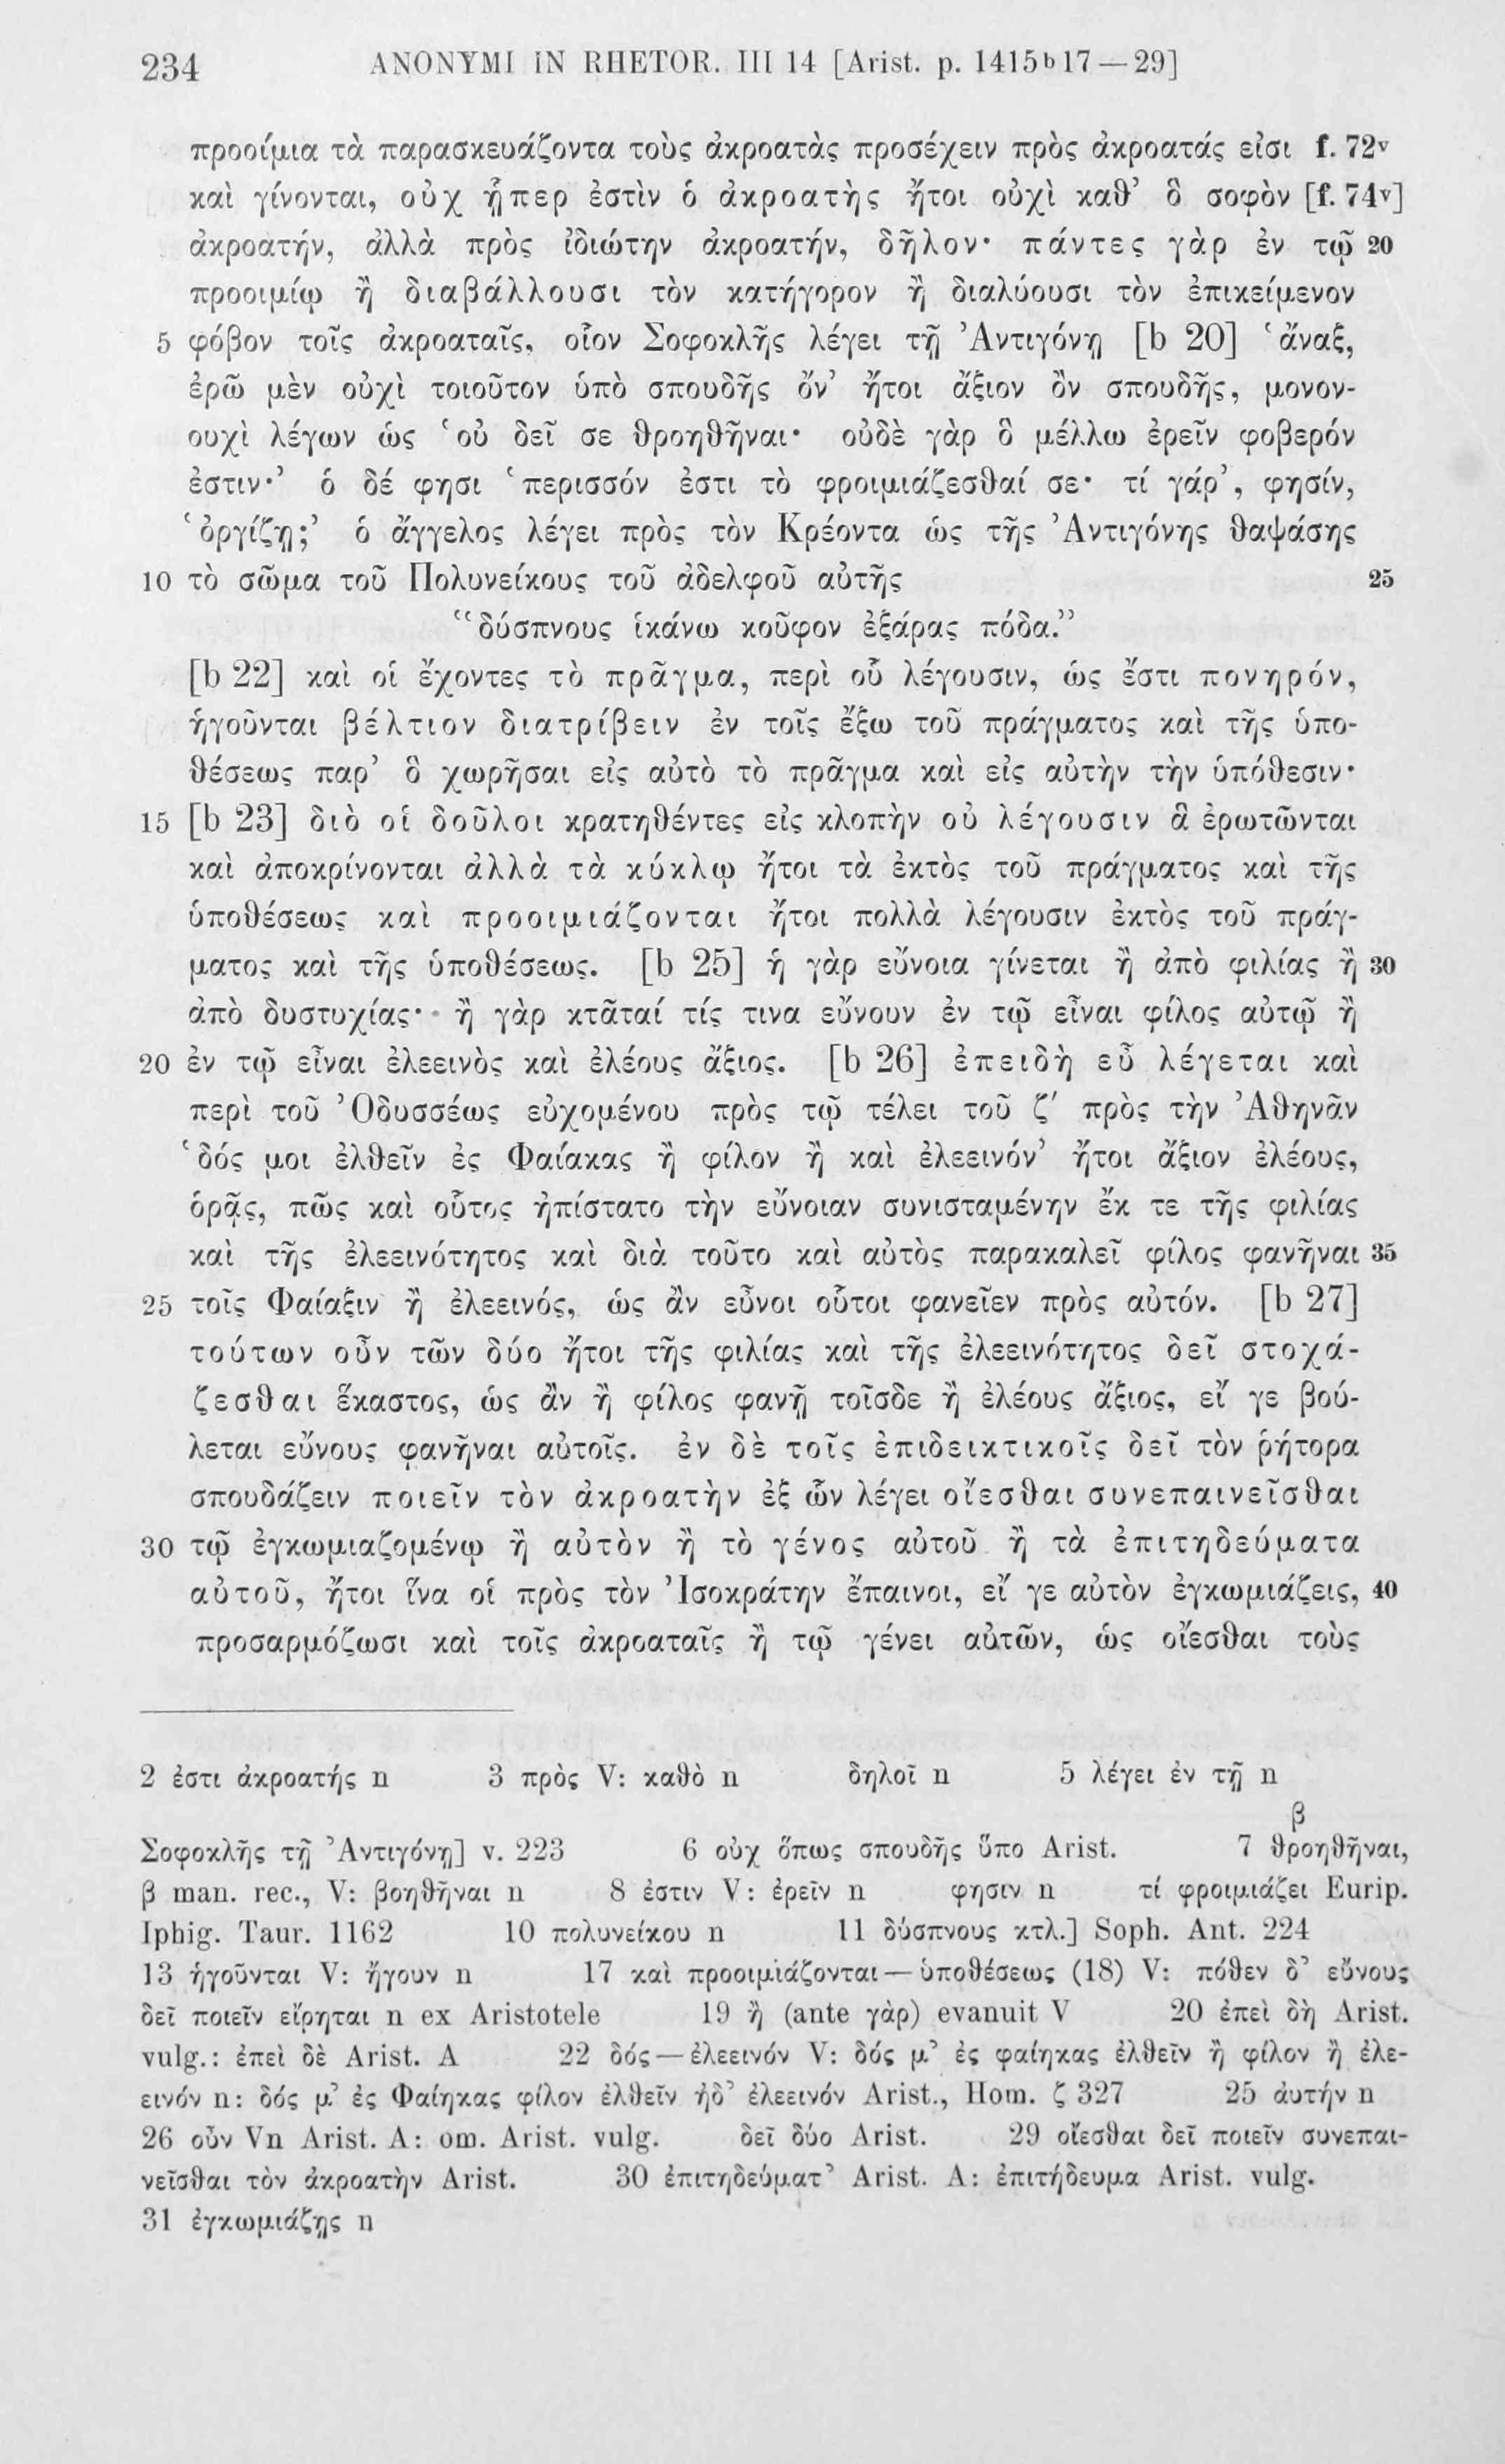 234 ANONYMI IN RHETOR. III 14 [Arist. p. 1415b17—29]
προοίμια τὰ παρασκευάζοντα τοὺς ἀκροατὰς προσέχειν πρὸς ἀκροατάς εἰσι f. 72v
καὶ γίνονται, οὐχ ᾗπερ ἐστὶν ὁ ἀκροατὴς ἤτοι οὐχὶ καθ’ ὃ σοφὸν [f. 74v]
ἀκροατήν, ἀλλὰ πρὸς ἰδιώτην ἀκροατήν, δῆλον· πάντες γὰρ ἐν τῷ 20
προοιμίῳ ἢ διαβάλλουσι τὸν κατήγορον ἢ διαλύουσι τὸν ἐπικείμενον
5 φόβον τοῖς ἀκροαταῖς, οἷον Σοφοκλῆς λέγει τῇ Ἀντιγόνῃ [b 20] ‘ἄναξ,
ἐρῶ μὲν οὐχὶ τοιοῦτον ὑπὸ σπουδῆς ὄν’ ἤτοι ἄξιον ὂν σπουδῆς, μονον-
ουχὶ λέγων ὡς ‘οὐ δεῖ σε θροηθῆναι· οὐδὲ γὰρ ὃ μέλλω ἐρεῖν φοβερόν
ἐστιν·’ ὁ δέ φησι ‘περισσόν ἐστι τὸ φροιμιάζεσθαί σε· τί γάρ’, φησίν,
‘ὀργίζῃ;’ ὁ ἄγγελος λέγει πρὸς τὸν Κρέοντα ὡς τῆς Ἀντιγόνης θαψάσης
10 τὸ σῶμα τοῦ Πολυνείκους τοῦ ἀδελφοῦ αὐτῆς 25
“δύσπνους ἱκάνω κοῦφον ἐξάρας πόδα.”
[b 22] καὶ οἱ ἔχοντες τὸ πρᾶγμα, περὶ οὗ λέγουσιν, ὡς ἔστι πονηρόν,
ἡγοῦνται βέλτιον διατρίβειν ἐν τοῖς ἔξω τοῦ πράγματος καὶ τῆς ὑπο-
θέσεως παρ’ ὃ χωρῆσαι εἰς αὐτὸ τὸ πρᾶγμα καὶ εἰς αὐτὴν τὴν ὑπόθεσιν·
15 [b 23] διὸ οἱ δοῦλοι κρατηθέντες εἰς κλοπὴν οὐ λέγουσιν ἃ ἐρωτῶνται
καὶ ἀποκρίνονται ἀλλὰ τὰ κύκλῳ ἤτοι τὰ ἐκτὸς τοῦ πράγματος καὶ τῆς
ὑποθέσεως καὶ προοιμιάζονται ἤτοι πολλὰ λέγουσιν ἐκτὸς τοῦ πράγ-
ματος καὶ τῆς ὑποθέσεως. [b 25] ἡ γὰρ εὔνοια γίνεται ἢ ἀπὸ φιλίας ἢ 30
ἀπὸ δυστυχίας· ἢ γὰρ κτᾶταί τίς τινα εὔνουν ἐν τῷ εἶναι φίλος αὐτῷ ἢ
20 ἐν τῷ εἶναι ἐλεεινὸς καὶ ἐλέους ἄξιος. [b 26] ἐπειδὴ εὖ λέγεται καὶ
περὶ τοῦ Ὀδυσσέως εὐχομένου πρὸς τῷ τέλει τοῦ ζ′ πρὸς τὴν Ἀθηνᾶν
‘δός μοι ἐλθεῖν ἐς Φαίακας ἢ φίλον ἢ καὶ ἐλεεινόν’ ἤτοι ἄξιον ἐλέους,
ὁρᾷς, πῶς καὶ οὗτος ἠπίστατο τὴν εὔνοιαν συνισταμένην ἔκ τε τῆς φιλίας
καὶ τῆς ἐλεεινότητος καὶ διὰ τοῦτο καὶ αὐτὸς παρακαλεῖ φίλος φανῆναι 35
25 τοῖς Φαίαξιν ἢ ἐλεεινός, ὡς ἂν εὖνοι οὗτοι φανεῖεν πρὸς αὐτόν. [b 27]
τούτων οὖν τῶν δύο ἤτοι τῆς φιλίας καὶ τῆς ἐλεεινότητος δεῖ στοχά-
ζεσθαι ἕκαστος, ὡς ἂν ἢ φίλος φανῇ τοῖσδε ἢ ἐλέους ἄξιος, εἴ γε βού-
λεται εὔνους φανῆναι αὐτοῖς. ἐν δὲ τοῖς ἐπιδεικτικοῖς δεῖ τὸν ῥήτορα
σπουδάζειν ποιεῖν τὸν ἀκροατὴν ἐξ ὧν λέγει οἴεσθαι συνεπαινεῖσθαι
30 τῷ ἐγκωμιαζομένῳ ἢ αὐτὸν ἢ τὸ γένος αὐτοῦ ἢ τὰ ἐπιτηδεύματα
αὐτοῦ, ἤτοι ἵνα οἱ πρὸς τὸν Ἰσοκράτην ἔπαινοι, εἴ γε αὐτὸν ἐγκωμιάζεις, 40
προσαρμόζωσι καὶ τοῖς ἀκροαταῖς ἢ τῷ γένει αὐτῶν, ὡς οἴεσθαι τοὺς
2 ἐστι ἀκροατής n 3 πρὸς V: καθὸ n δηλοῖ n 5 λέγει ἐν τῇ n
β
Σοφοκλῆς τῇ Ἀντιγόνῃ] v. 223 6 οὐχ ὅπως σπουδῆς ὕπο Arist. 7 θροηθῆναι,
β man. rec., V: βοηθῆναι n 8 ἐστιν V: ἐρεῖν n φησιν n τί φροιμιάζει Eurip.
Iphig. Taur. 1162 10 πολυνείκου n 11 δύσπνους κτλ.] Soph. Ant. 224
13 ἡγοῦνται V: ἤγουν n 17 καὶ προοιμιάζονται—ὑποθέσεως (18) V: πόθεν δ’ εὔνους
δεῖ ποιεῖν εἴρηται n ex Aristotele 19 ἢ (ante γὰρ) evanuit V 20 ἐπεὶ δὴ Arist.
vulg.: ἐπεὶ δὲ Arist. A 22 δός—ἐλεεινόν V: δός μ’ ἐς φαίηκας ἐλθεῖν ἢ φίλον ἢ ἐλε-
εινόν n: δός μ’ ἐς Φαίηκας φίλον ἐλθεῖν ἠδ’ ἐλεεινόν Arist., Hom. ζ 327 25 ἀυτήν n
26 οὖν Vn Arist. A: om. Arist. vulg. δεῖ δύο Arist. 29 οἴεσθαι δεῖ ποιεῖν συνεπαι-
νεῖσθαι τὸν ἀκροατὴν Arist. 30 ἐπιτηδεύματ’ Arist. A: ἐπιτήδευμα Arist. vulg.
31 ἐγκωμιάζῃς n